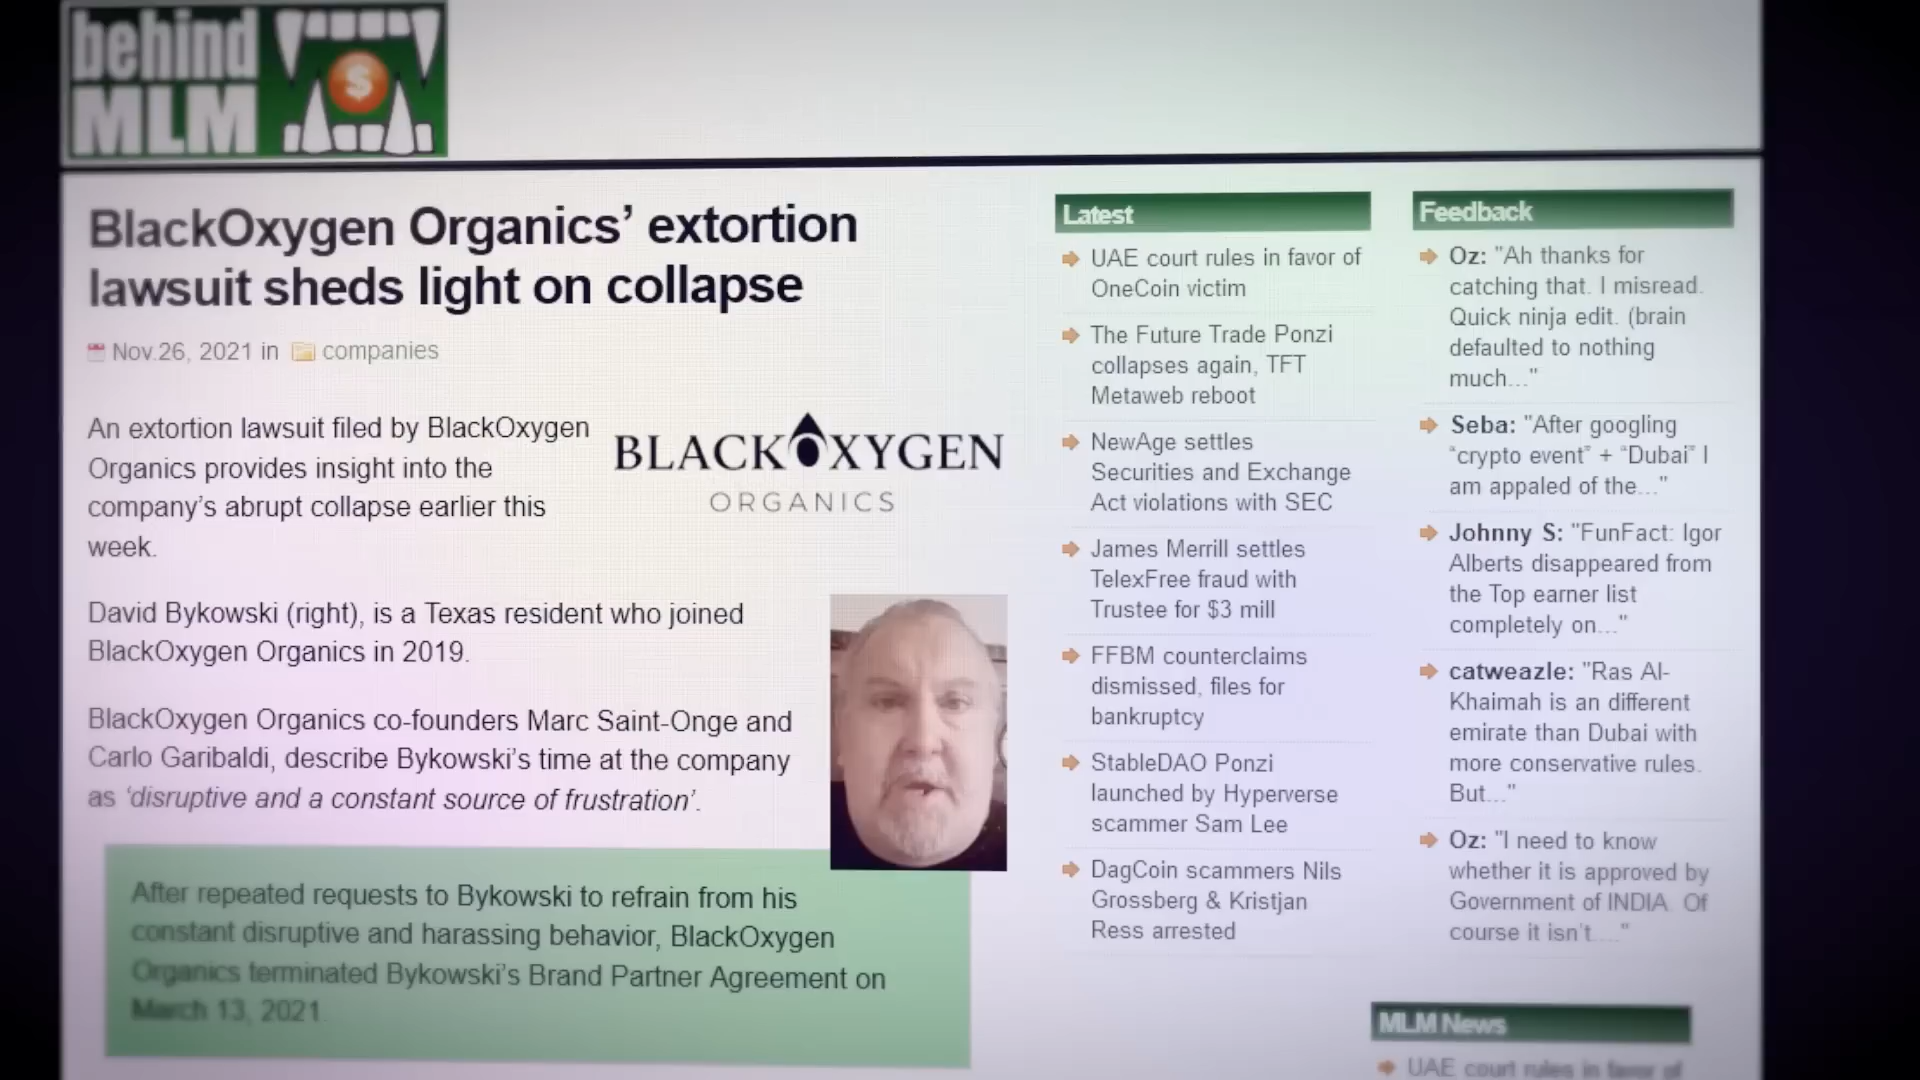 behind
MLM
$
BlackOxygen Organics' extortion
lawsuit sheds light on collapse
Nov.26, 2021 in companies
An extortion lawsuit filed by BlackOxygen
Organics provides insight into the
company's abrupt collapse earlier this
week.
BLACKOXYGEN
ORGANICS
David Bykowski (right), is a Texas resident who joined
BlackOxygen Organics in 2019.
BlackOxygen Organics co-founders Marc Saint-Onge and
Carlo Garibaldi, describe Bykowski's time at the company
as 'disruptive and a constant source of frustration'.
After repeated requests to Bykowski to refrain from his
constant disruptive and harassing behavior, BlackOxygen
Organics terminated Bykowski's Brand Partner Agreement on
March 13, 2021.
Latest
UAE court rules in favor of
OneCoin victim
The Future Trade Ponzi
collapses again, TFT
Metaweb reboot
NewAge settles
Securities and Exchange
Act violations with SEC
James Merrill settles
TelexFree fraud with
Trustee for $3 mill
FFBM counterclaims
dismissed, files for
bankruptcy
StableDAO Ponzi
launched by Hyperverse
scammer Sam Lee
DagCoin scammers Nils
Grossberg & Kristjan
Ress arrested
Feedback
Oz: "Ah thanks for
catching that. I misread.
Quick ninja edit. (brain
defaulted to nothing
much..."
Seba: "After googling
"crypto event" + "Dubai" I
am appaled of the..."
Johnny S: "FunFact: Igor
Alberts disappeared from
the Top earner list
completely on..."
catweazle: "Ras Al-
Khaimah is an different
emirate than Dubai with
more conservative rules.
But..."
Oz: "I need to know
whether it is approved by
Government of INDIA. Of
course it isn't. ..."
MLM News
UAE court rules in favor of